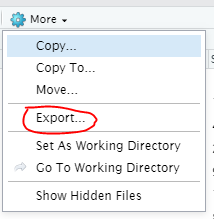 More
Copy...
Copy To...
Move...
Export...
Set As Working Directory
Go To Working Directory
Show Hidden Files